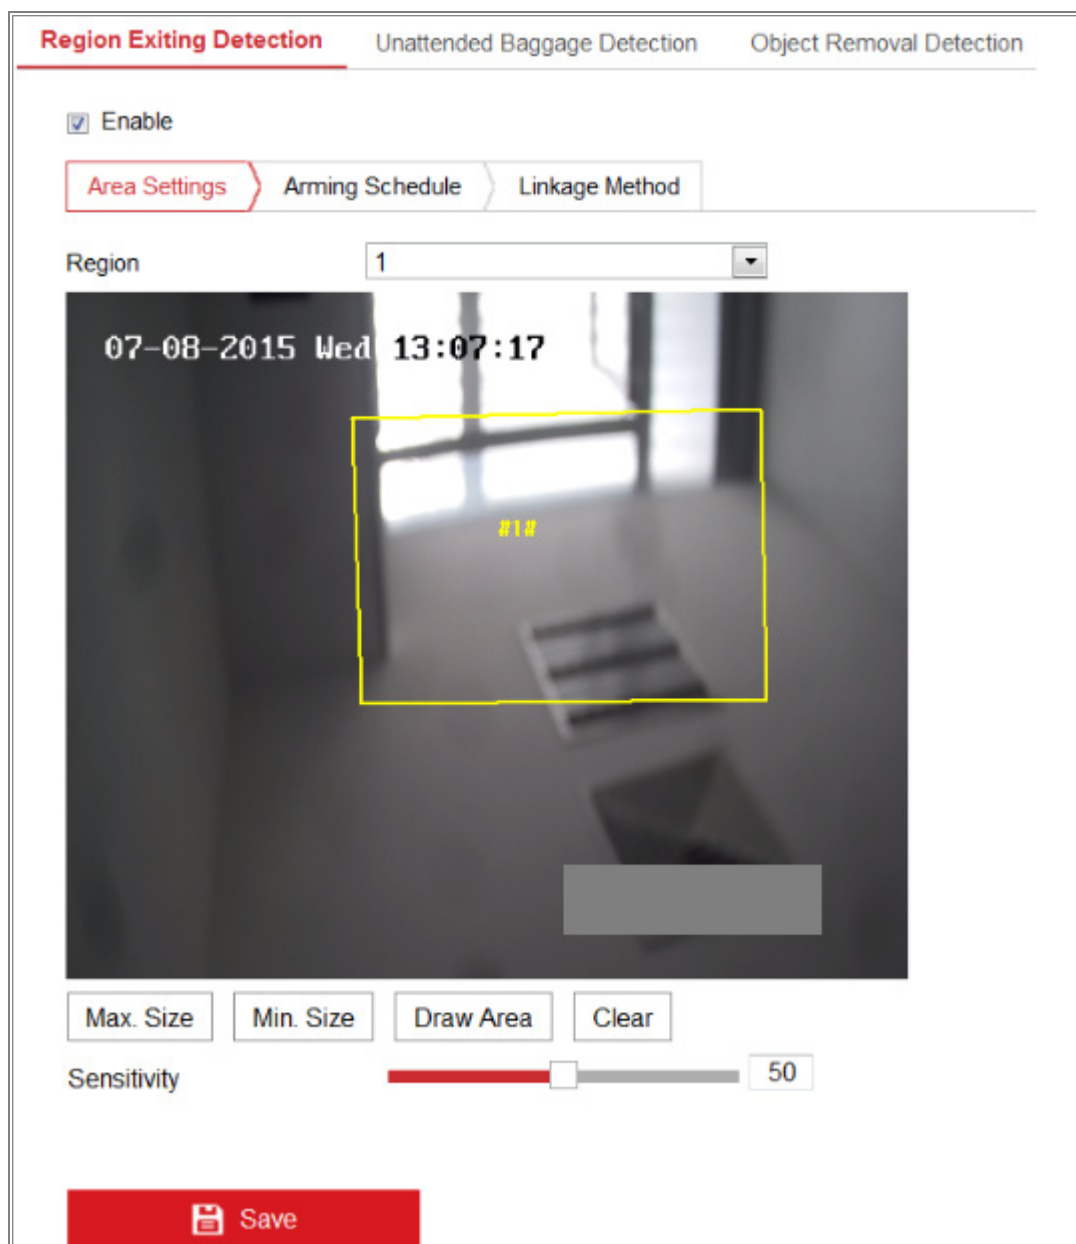 Region Exiting Detection Unattended Baggage Detection Object Removal Detection
Enable
Area Settings Arming Schedule Linkage Method
Region 1
07-08-2015 Wed 13:07:17
#1#
Max. Size Min. Size Draw Area Clear
Sensitivity 50
Save